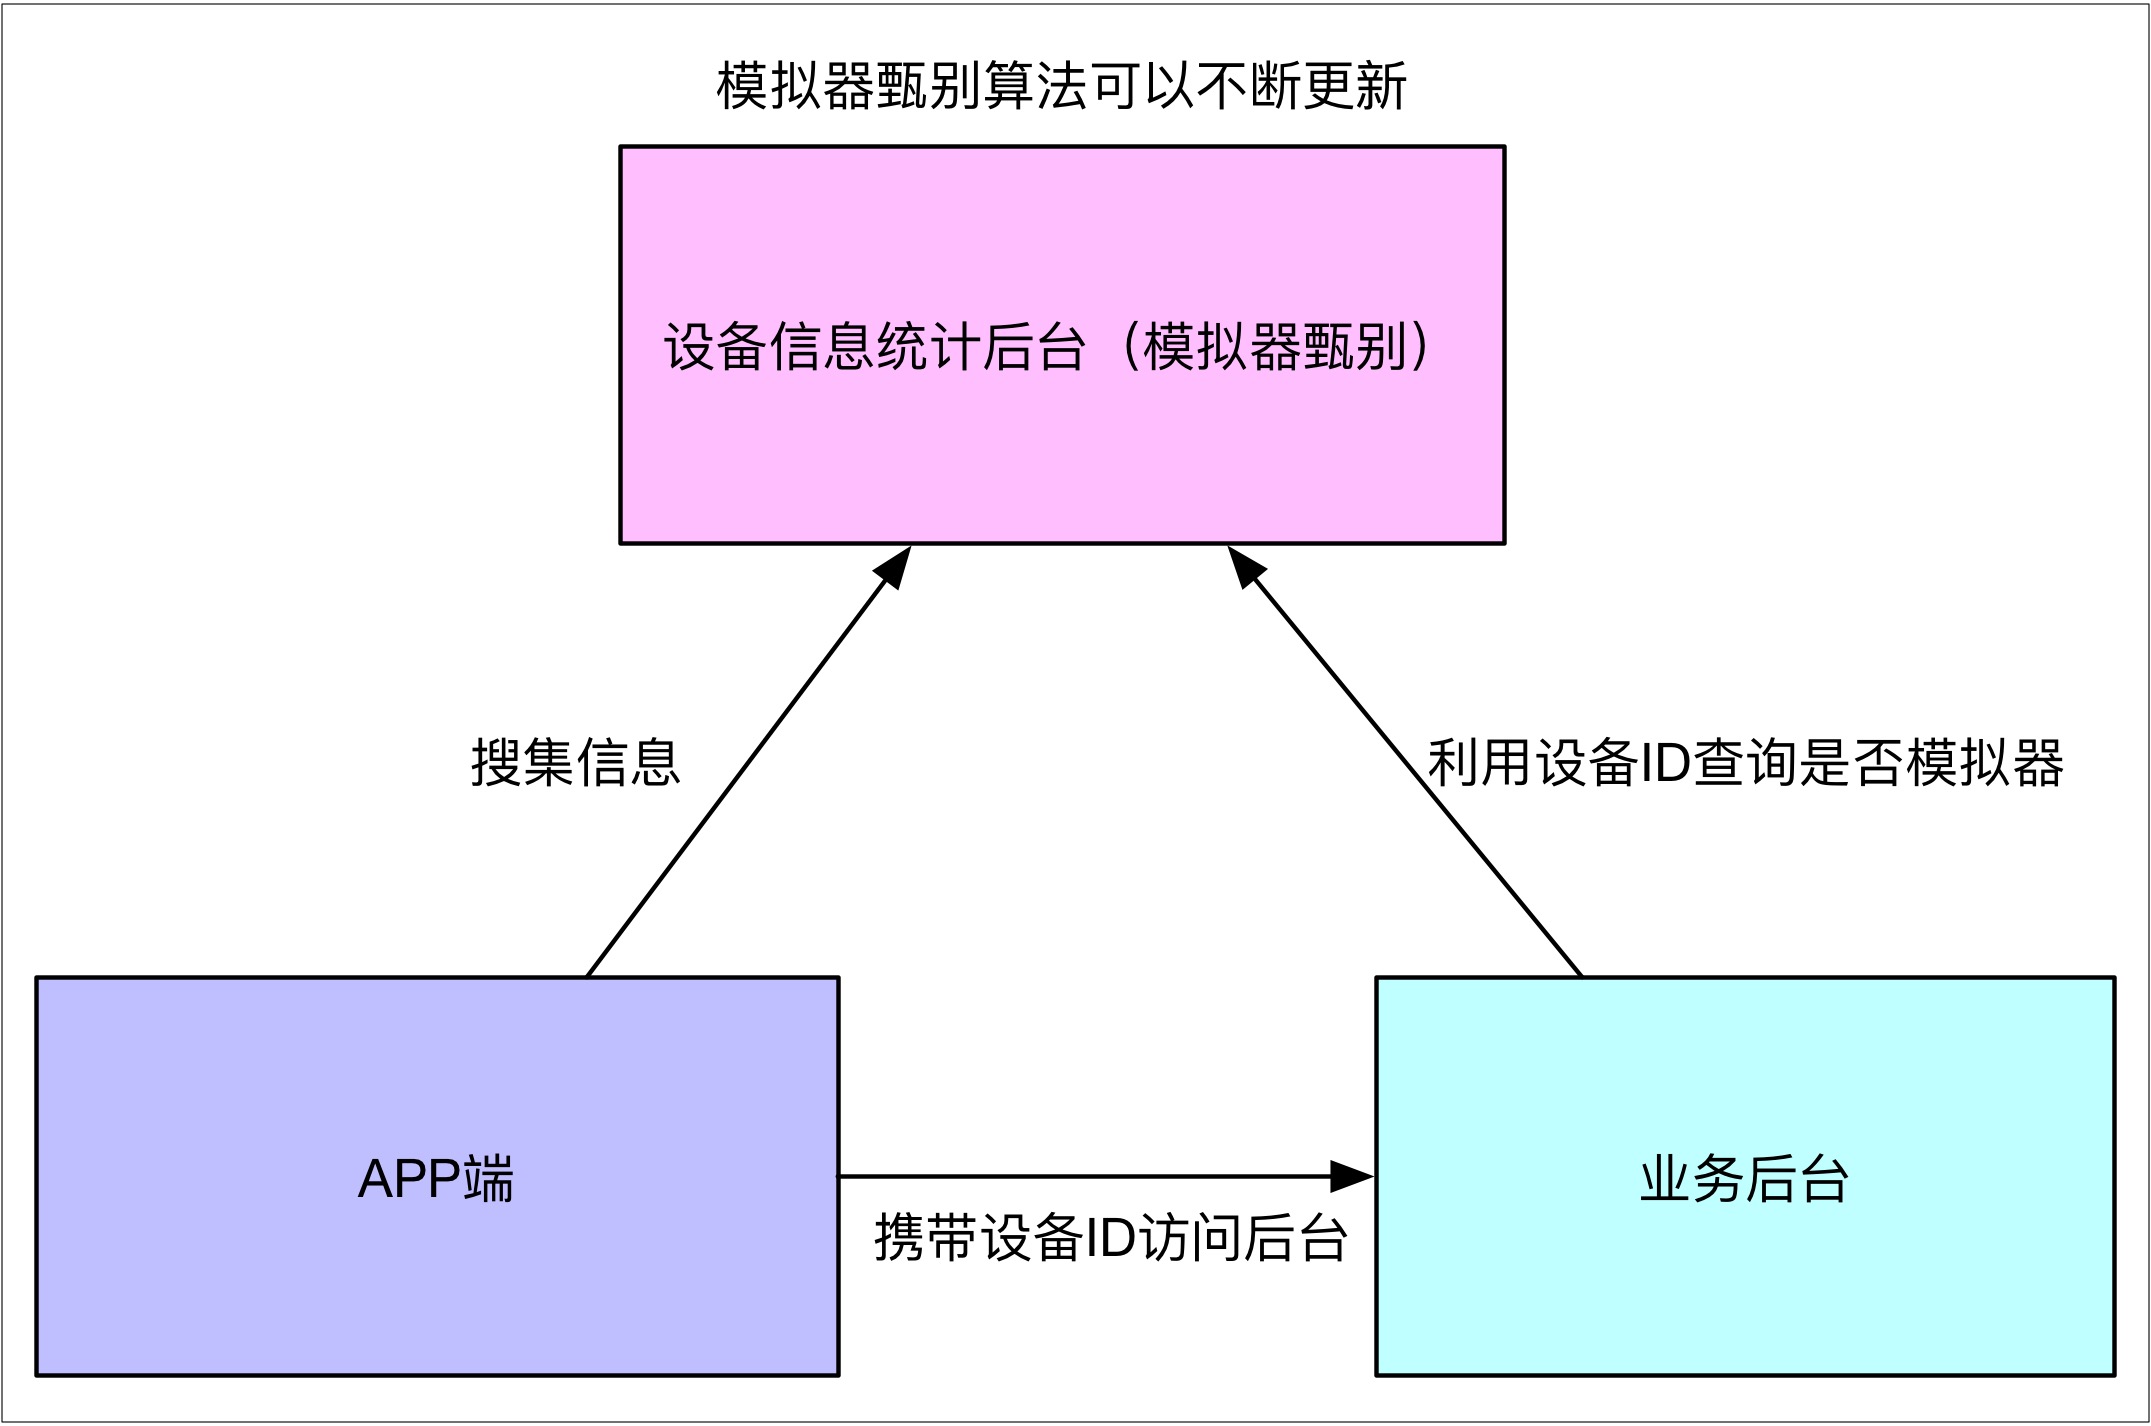 模拟器甄别算法可以不断更新
设备信息统计后台（模拟器甄别）
搜集信息
利用设备ID查询是否模拟器
APP端
业务后台
携带设备ID访问后台